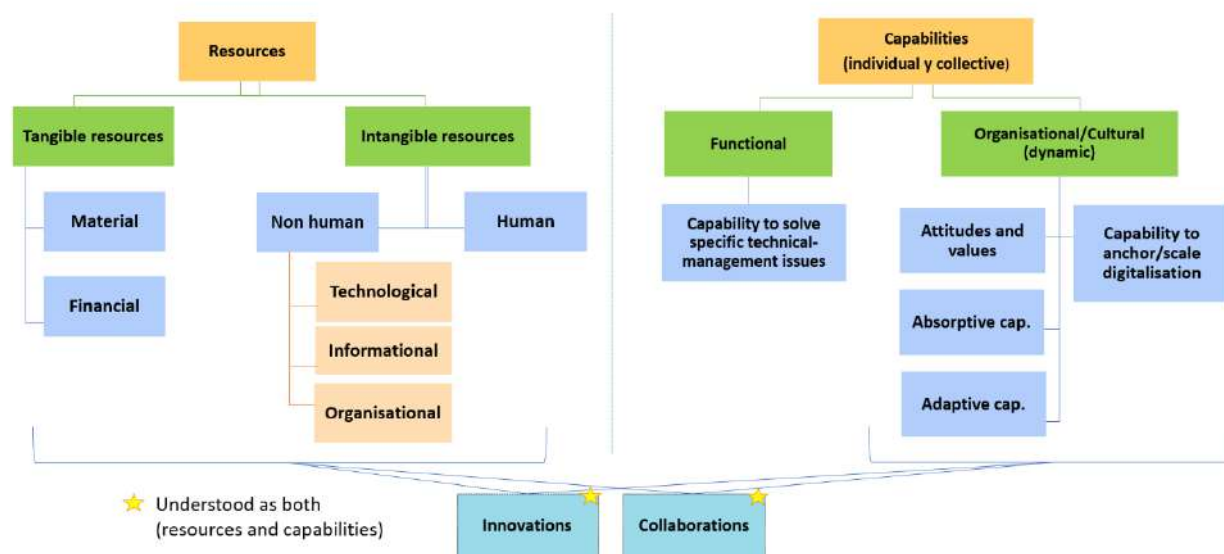 Resources
Tangible resources
Intangible resources
Material
Non human
Human
Financial
Technological
Informational
Organisational
Capabilities
(individual y collective)
Functional
Organisational/Cultural
(dynamic)
Capability to solve
specific technical-
management issues
Attitudes and
values
Capability to
anchor/scale
digitalisation
Absorptive cap.
Adaptive cap.
Understood as both
(resources and capabilities)
Innovations
Collaborations